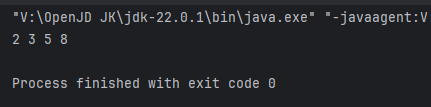 "V:\OpenJD JK\jdk-22.0.1\bin\java.exe" "-javaagent:V
2 3 5 8
Process finished with exit code 0